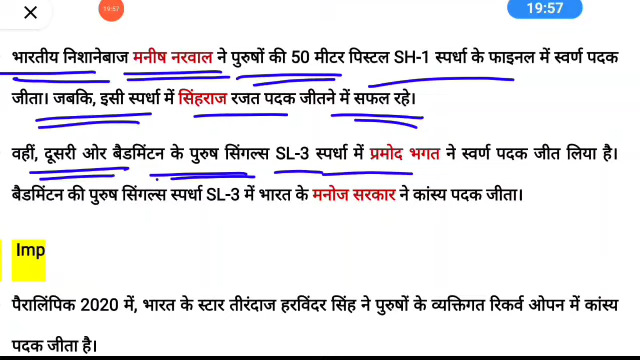 19:57
19:57
भारतीय निशानेबाज मनीष नरवाल ने पुरुषों की 50 मीटर पिस्टल SH-1 स्पर्धा के फाइनल में स्वर्ण पदक
जीता। जबकि, इसी स्पर्धा में सिंहराज रजत पदक जीतने में सफल रहे।
वहीं, दूसरी ओर बैडमिंटन के पुरुष सिंगल्स SL-3 स्पर्धा में प्रमोद भगत ने स्वर्ण पदक जीत लिया है।
बैडमिंटन की पुरुष सिंगल्स स्पर्धा SL-3 में भारत के मनोज सरकार ने कांस्य पदक जीता।
Imp
पैरालिंपिक 2020 में, भारत के स्टार तीरंदाज हरविंदर सिंह ने पुरुषों के व्यक्तिगत रिकर्व ओपन में कांस्य
पदक जीता है।